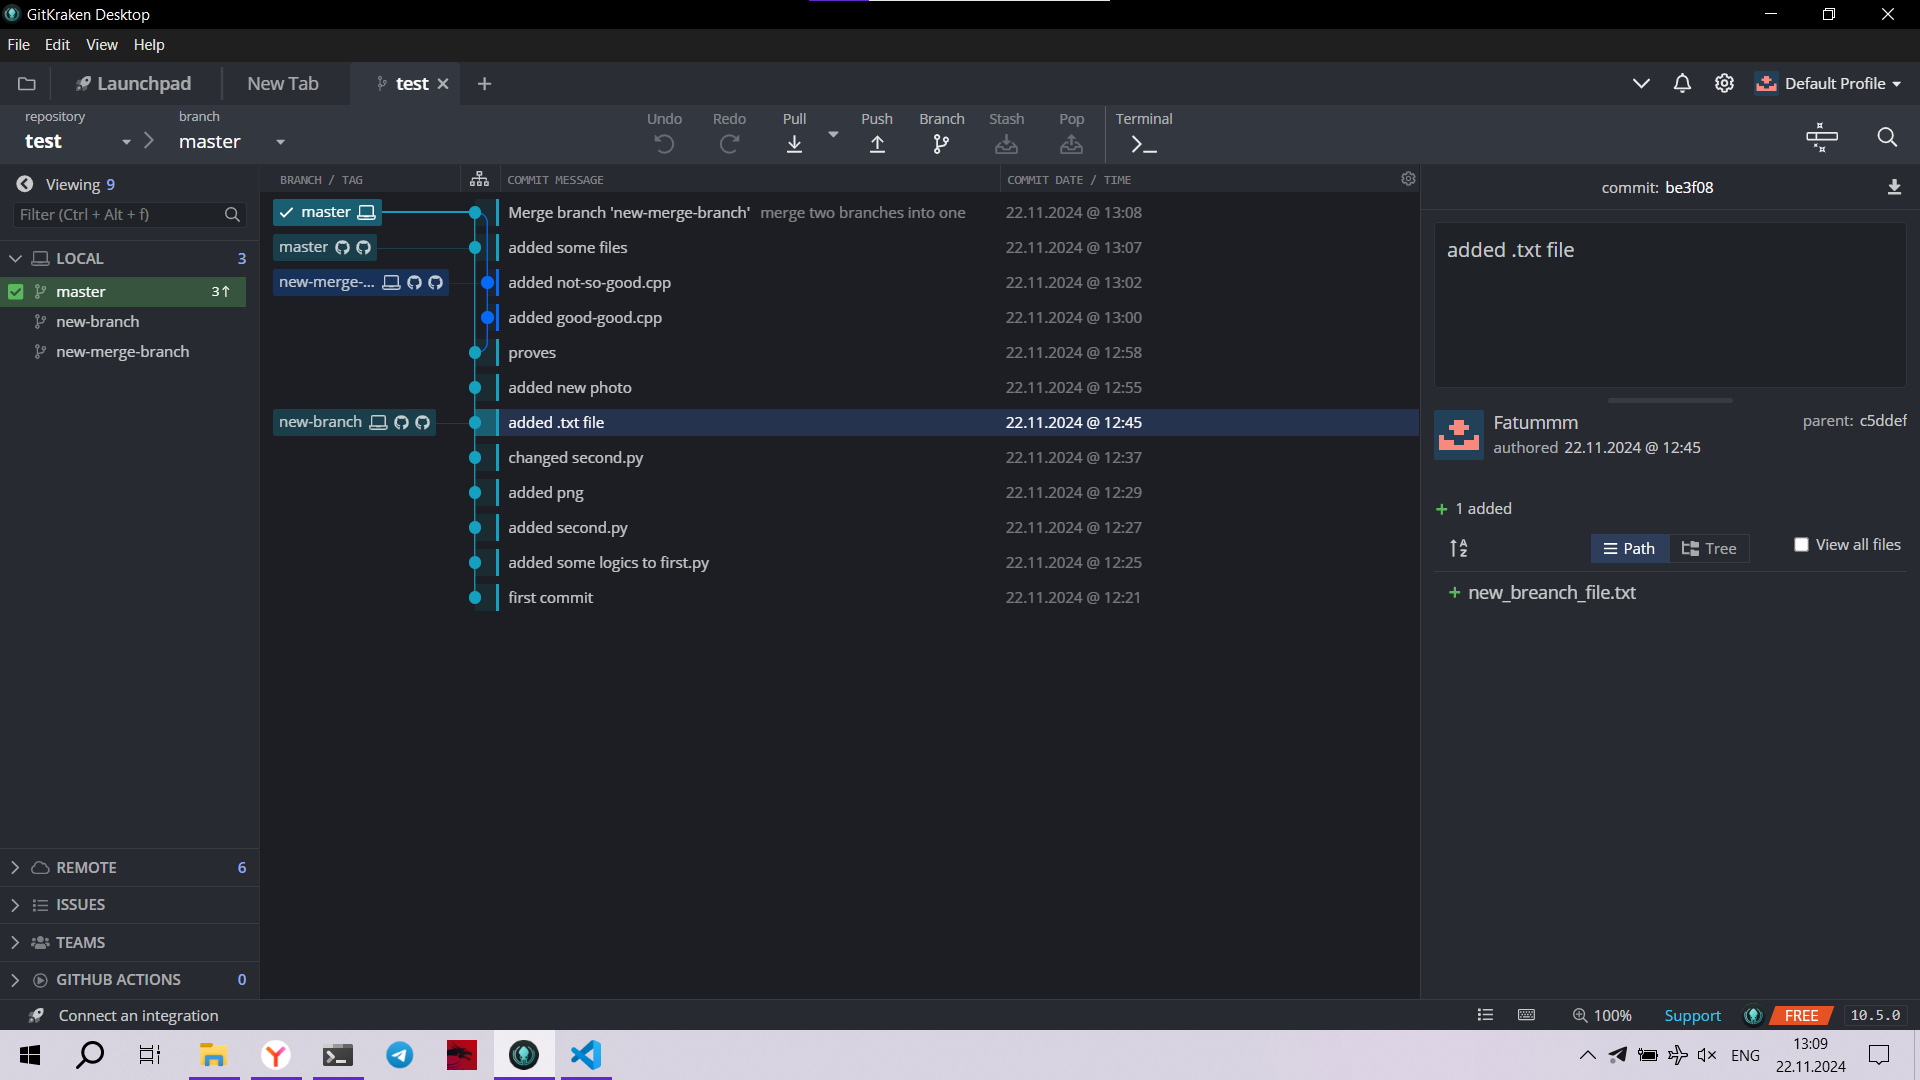 GitKraken Desktop
File Edit View Help
Launchpad New Tab test
repository
test
branch
master
Undo Redo Pull Push Branch Stash Pop Terminal
Default Profile
Viewing 9
Filter (Ctrl + Alt + f)
LOCAL 3
master 3↑
new-branch
new-merge-branch
REMOTE 6
ISSUES
TEAMS
GITHUB ACTIONS 0
BRANCH / TAG COMMIT MESSAGE COMMIT DATE / TIME
master Merge branch 'new-merge-branch' merge two branches into one 22.11.2024 @ 13:08
master added some files 22.11.2024 @ 13:07
new-merge-... added not-so-good.cpp 22.11.2024 @ 13:02
added good-good.cpp 22.11.2024 @ 13:00
proves 22.11.2024 @ 12:58
added new photo 22.11.2024 @ 12:55
new-branch added .txt file 22.11.2024 @ 12:45
changed second.py 22.11.2024 @ 12:37
added png 22.11.2024 @ 12:29
added second.py 22.11.2024 @ 12:27
added some logics to first.py 22.11.2024 @ 12:25
first commit 22.11.2024 @ 12:21
commit: be3f08
added .txt file
Fatummm parent: c5ddef
authored 22.11.2024 @ 12:45
+ 1 added
Path Tree View all files
+ new_breanch_file.txt
Connect an integration 100% Support FREE 10.5.0
ENG
13:09
22.11.2024